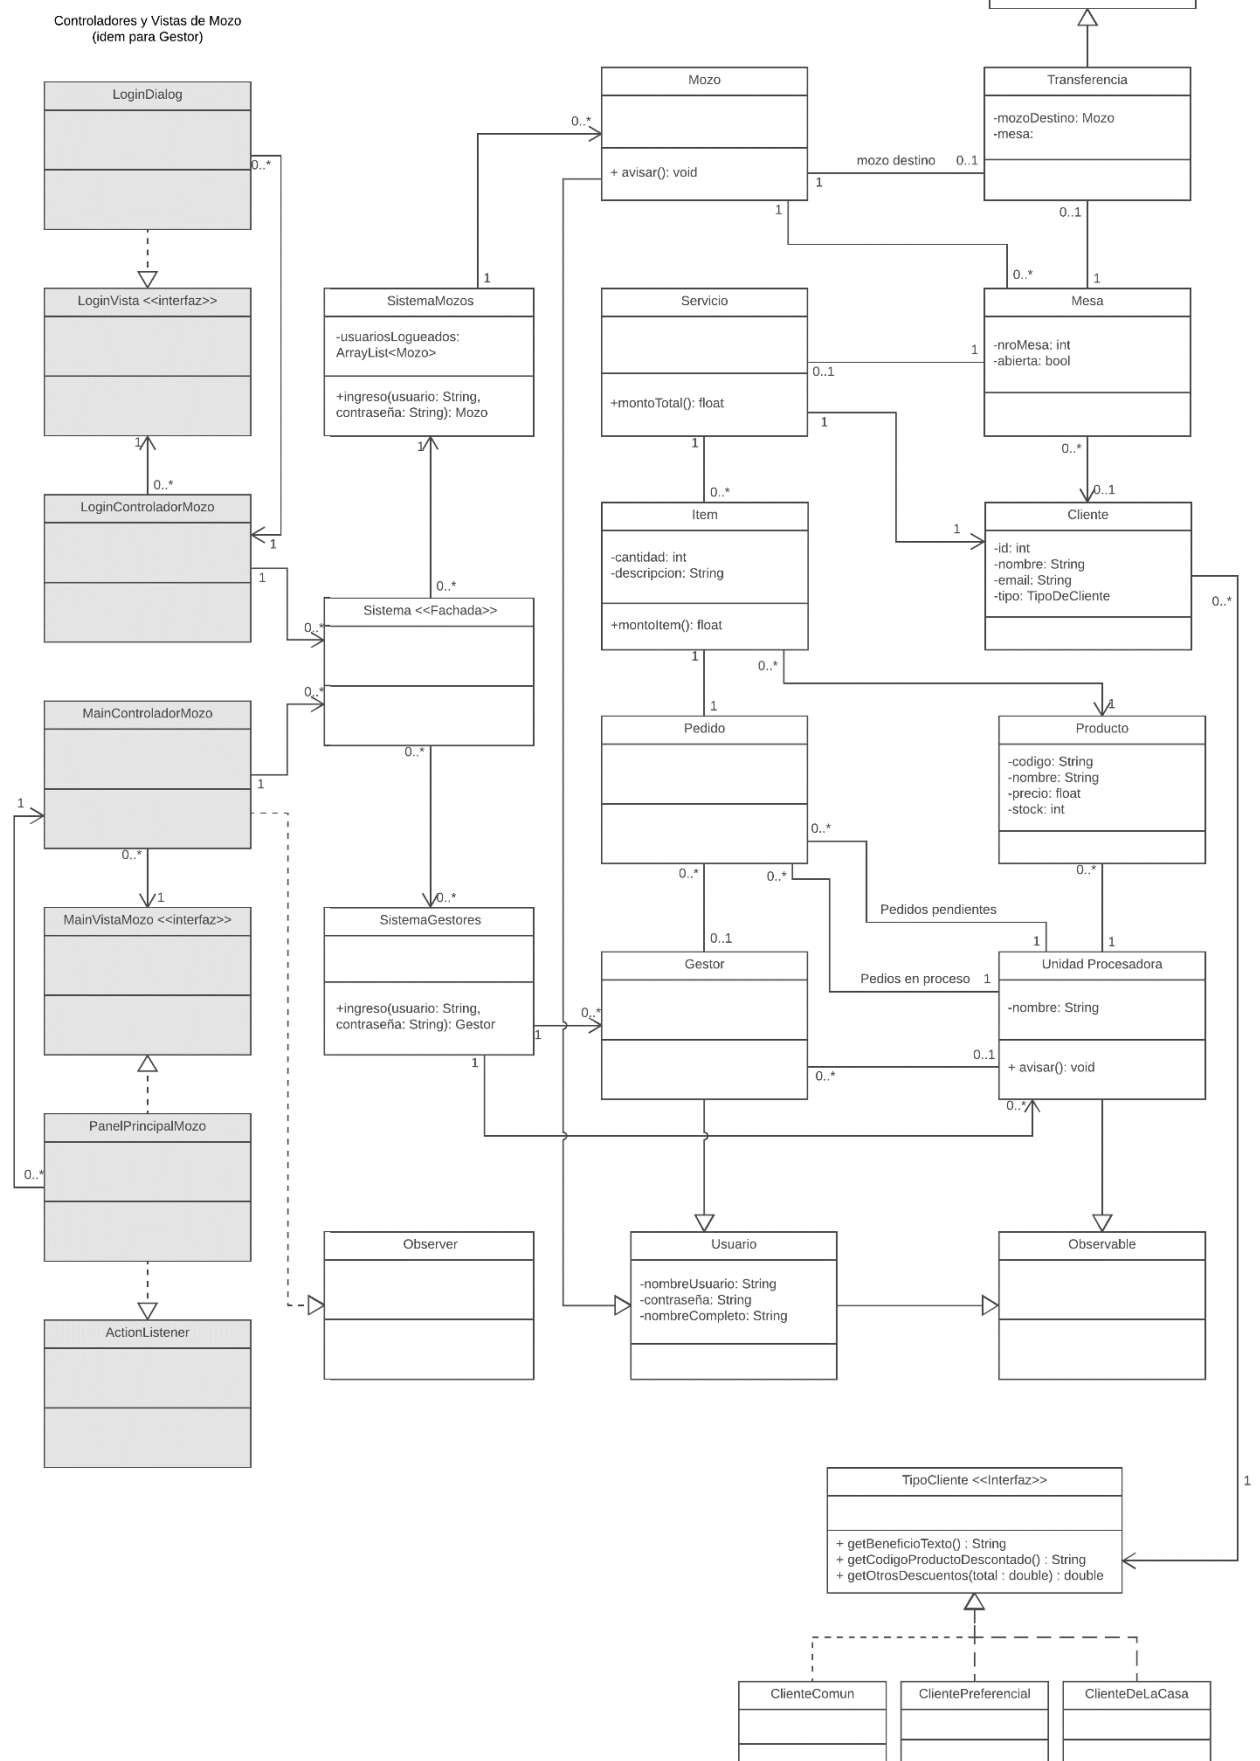 Controladores y Vistas de Mozo
(idem para Gestor)
LoginDialog
0..*
LoginVista <<interfaz>>
1
0..*
LoginControladorMozo
1
1
0..*
MainControladorMozo
0..*
1
1
0..*
1
MainVistaMozo <<interfaz>>
PanelPrincipalMozo
0..*
ActionListener
0..*
1
SistemaMozos
-usuariosLogueados:
ArrayList<Mozo>
+ingreso(usuario: String,
contraseña: String): Mozo
1
0..*
Sistema <<Fachada>>
0..*
0..*
SistemaGestores
+ingreso(usuario: String,
contraseña: String): Gestor
1
0..*
1
0..*
Observer
Mozo
+ avisar(): void
mozo destino
1
0..1
Transferencia
-mozoDestino: Mozo
-mesa:
1
0..*
0..1
1
Servicio
+montoTotal(): float
0..1
1
Mesa
-nroMesa: int
-abierta: bool
1
1
1
0..*
0..*
0..1
Item
-cantidad: int
-descripcion: String
+montoItem(): float
Cliente
-id: int
-nombre: String
-email: String
-tipo: TipoDeCliente
0..*
1
1
1
0..*
1
Pedido
Producto
-codigo: String
-nombre: String
-precio: float
-stock: int
0..*
Pedidos pendientes
1
0..*
Pedios en proceso
1
0..*
0..1
0..*
1
Gestor
Unidad Procesadora
-nombre: String
+ avisar(): void
0..*
0..1
Usuario
-nombreUsuario: String
-contraseña: String
-nombreCompleto: String
Observable
TipoCliente <<Interfaz>>
+ getBeneficioTexto() : String
+ getCodigoProductoDescontado() : String
+ getOtrosDescuentos(total : double) : double
ClienteComun
ClientePreferencial
ClienteDeLaCasa